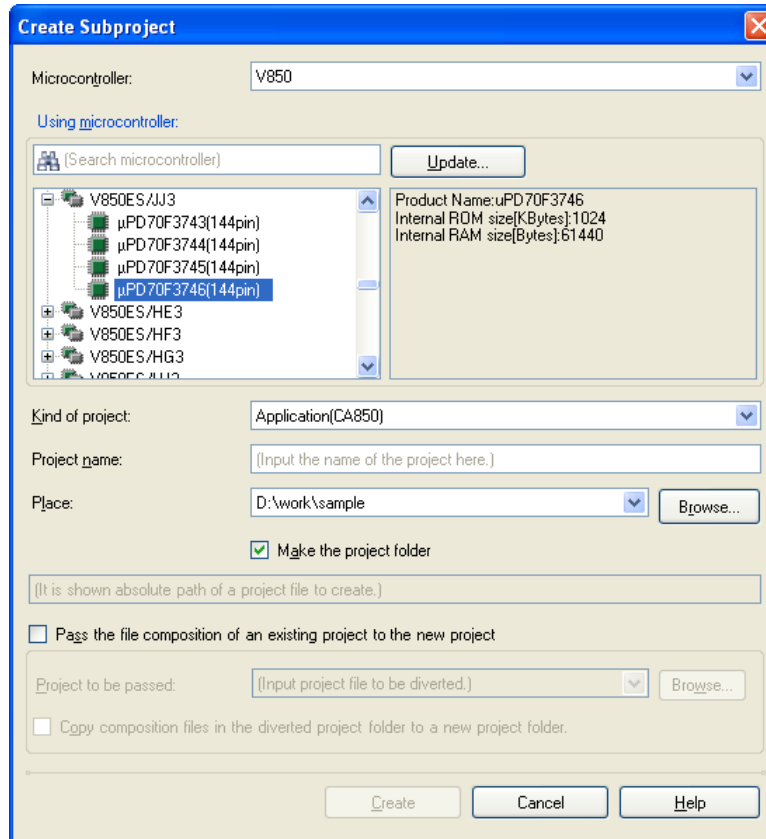 Create Subproject
Microcontroller:
V850
Using microcontroller:
(Search microcontroller)
Update...
V850ES/JJ3
µPD70F3743(144pin)
µPD70F3744(144pin)
µPD70F3745(144pin)
µPD70F3746(144pin)
V850ES/HE3
V850ES/HF3
V850ES/HG3
Product Name:uPD70F3746
Internal ROM size[KBytes]:1024
Internal RAM size[Bytes]:61440
Kind of project:
Application(CA850)
Project name:
(Input the name of the project here.)
Place:
D:\work\sample
Browse...
Make the project folder
(It is shown absolute path of a project file to create.)
Pass the file composition of an existing project to the new project
Project to be passed:
(Input project file to be diverted.)
Browse...
Copy composition files in the diverted project folder to a new project folder.
Create
Cancel
Help